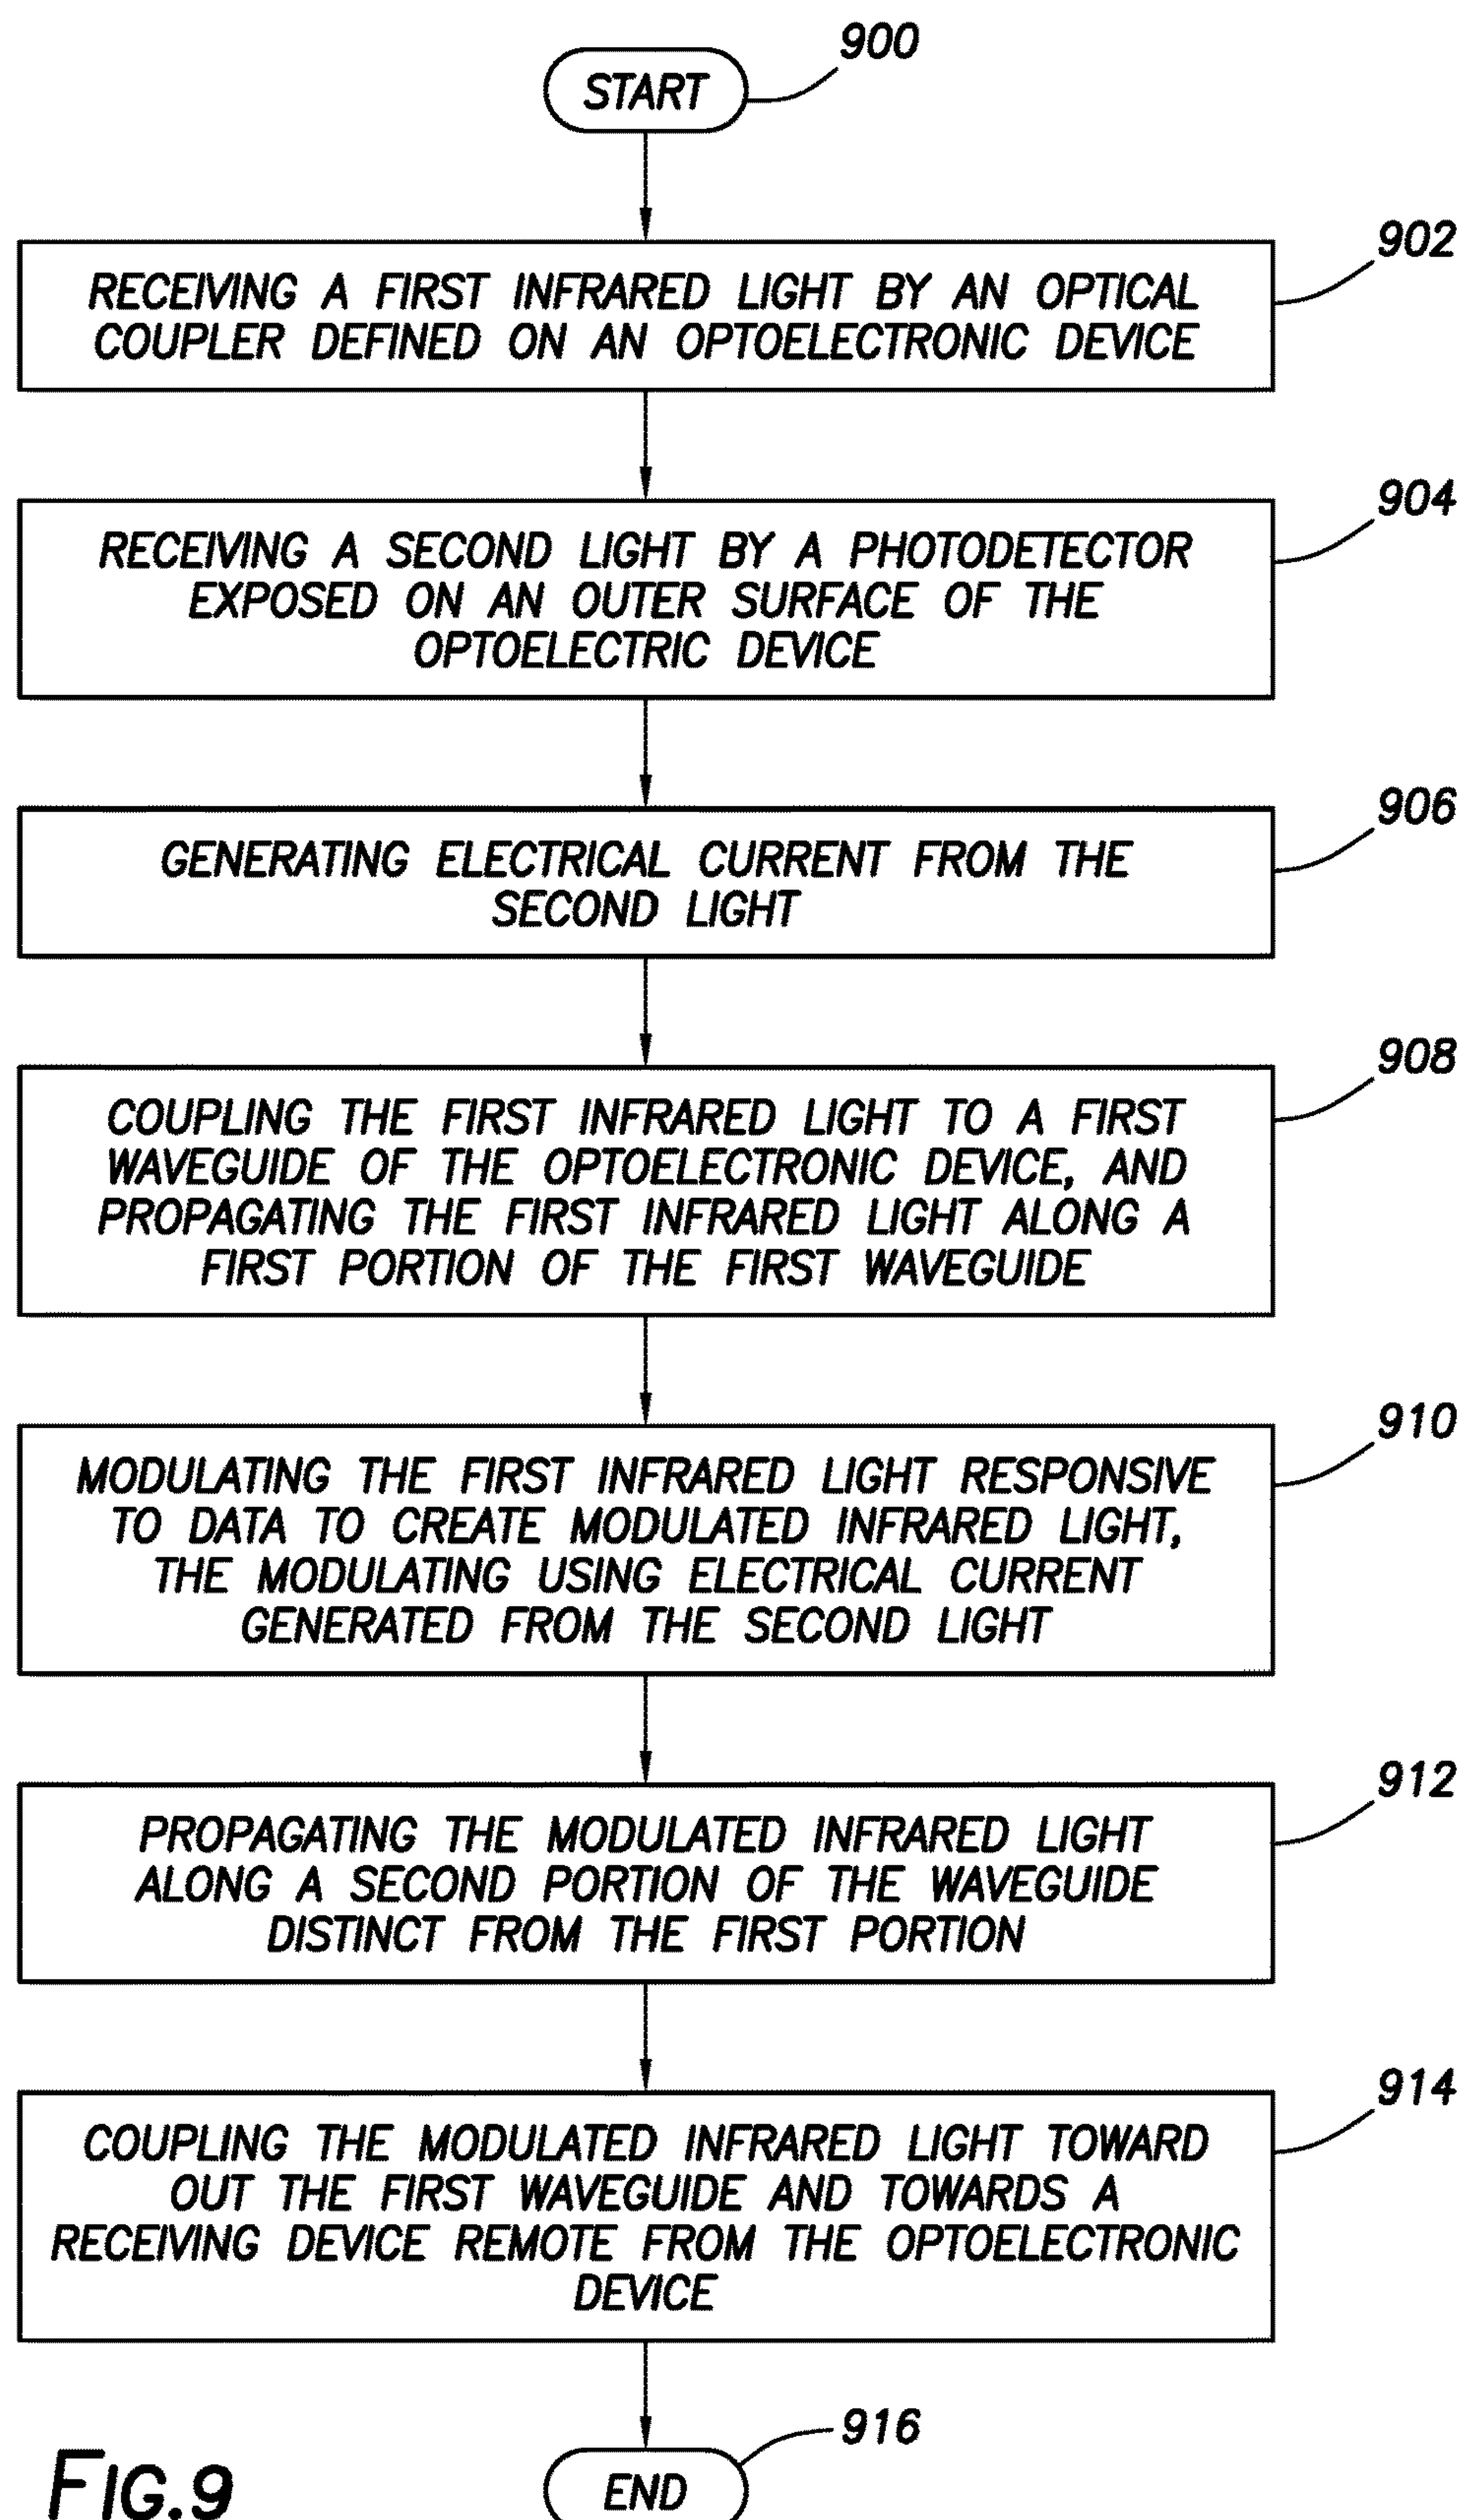 900
START
902
RECEIVING A FIRST INFRARED LIGHT BY AN OPTICAL
COUPLER DEFINED ON AN OPTOELECTRONIC DEVICE
904
RECEIVING A SECOND LIGHT BY A PHOTODETECTOR
EXPOSED ON AN OUTER SURFACE OF THE
OPTOELECTRIC DEVICE
906
GENERATING ELECTRICAL CURRENT FROM THE
SECOND LIGHT
908
COUPLING THE FIRST INFRARED LIGHT TO A FIRST
WAVEGUIDE OF THE OPTOELECTRONIC DEVICE, AND
PROPAGATING THE FIRST INFRARED LIGHT ALONG A
FIRST PORTION OF THE FIRST WAVEGUIDE
910
MODULATING THE FIRST INFRARED LIGHT RESPONSIVE
TO DATA TO CREATE MODULATED INFRARED LIGHT,
THE MODULATING USING ELECTRICAL CURRENT
GENERATED FROM THE SECOND LIGHT
912
PROPAGATING THE MODULATED INFRARED LIGHT
ALONG A SECOND PORTION OF THE WAVEGUIDE
DISTINCT FROM THE FIRST PORTION
914
COUPLING THE MODULATED INFRARED LIGHT TOWARD
OUT THE FIRST WAVEGUIDE AND TOWARDS A
RECEIVING DEVICE REMOTE FROM THE OPTOELECTRONIC
DEVICE
916
END
FIG.9